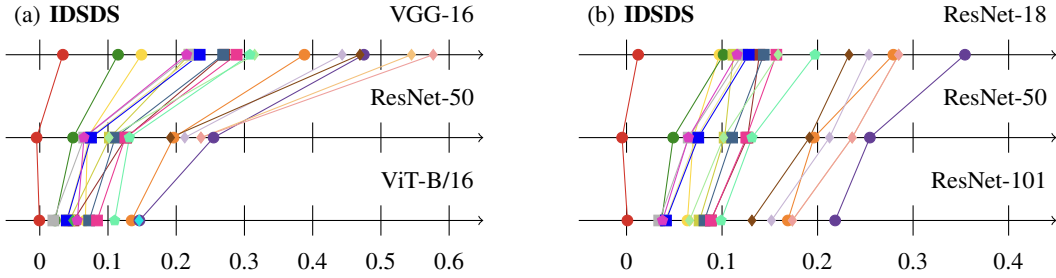 (a) IDSDS VGG-16
ResNet-50
ViT-B/16
0 0.1 0.2 0.3 0.4 0.5 0.6
(b) IDSDS ResNet-18
ResNet-50
ResNet-101
0 0.1 0.2 0.3 0.4